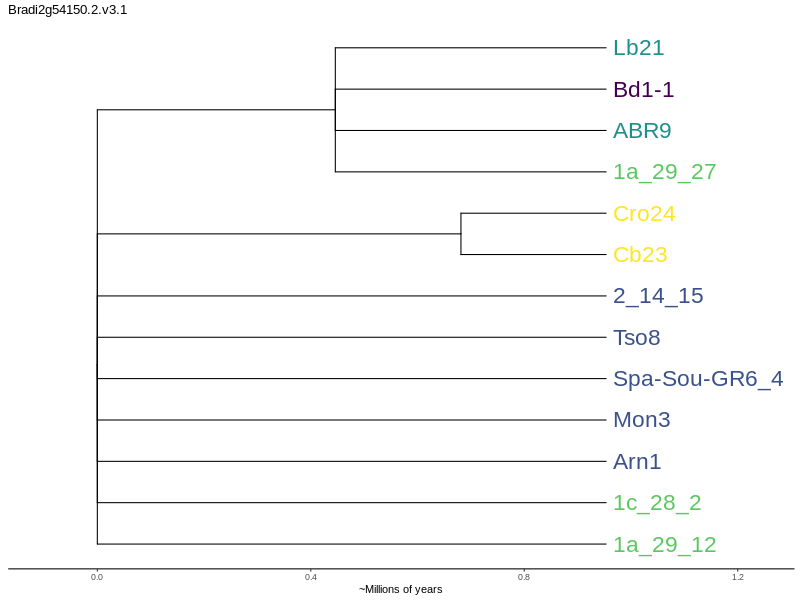 Bradi2g54150.2.v3.1
Lb21
Bd1-1
ABR9
1a_29_27
Cro24
Cb23
2_14_15
Tso8
Spa-Sou-GR6_4
Mon3
Arn1
1c_28_2
1a_29_12
0.0 0.4 0.8 1.2
~Millions of years